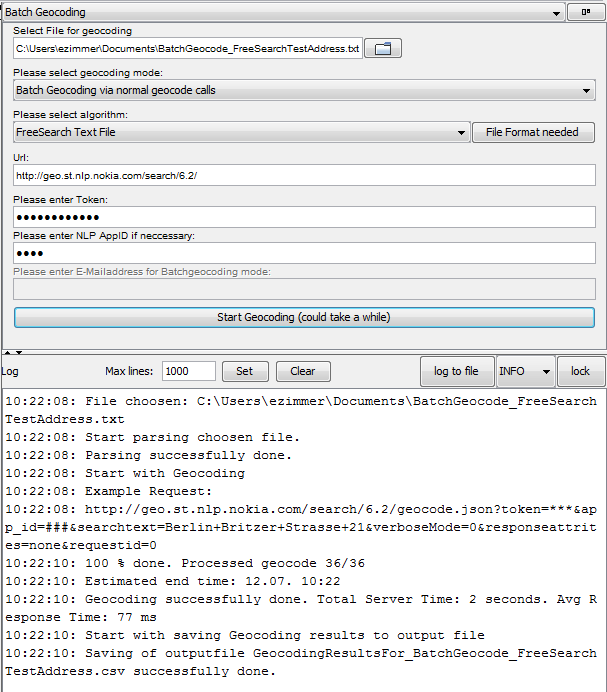 Batch Geocoding
Select File for geocoding
C:\Users\ezimmer\Documents\BatchGeocode_FreeSearchTestAddress.txt
Please select geocoding mode:
Batch Geocoding via normal geocode calls
Please select algorithm:
FreeSearch Text File
File Format needed
Url:
http://geo.st.nlp.nokia.com/search/6.2/
Please enter Token:
●●●●●●●●●●●●
Please enter NLP AppID if neccessary:
●●●●
Please enter E-Mailaddress for Batchgeocoding mode:
Start Geocoding (could take a while)
Log Max lines: 1000 Set Clear log to file INFO lock
10:22:08: File choosen: C:\Users\ezimmer\Documents\BatchGeocode_FreeSearch
TestAddress.txt
10:22:08: Start parsing choosen file.
10:22:08: Parsing successfully done.
10:22:08: Start with Geocoding
10:22:08: Example Request:
10:22:08: http://geo.st.nlp.nokia.com/search/6.2/geocode.json?token=***&ap
p_id=###&searchtext=Berlin+Britzer+Strasse+21&verboseMode=0&responseattrit
es=none&requestid=0
10:22:10: 100 % done. Processed geocode 36/36
10:22:10: Estimated end time: 12.07. 10:22
10:22:10: Geocoding successfully done. Total Server Time: 2 seconds. Avg R
esponse Time: 77 ms
10:22:10: Start with saving Geocoding results to output file
10:22:10: Saving of outputfile GeocodingResultsFor_BatchGeocode_FreeSearch
TestAddress.csv successfully done.